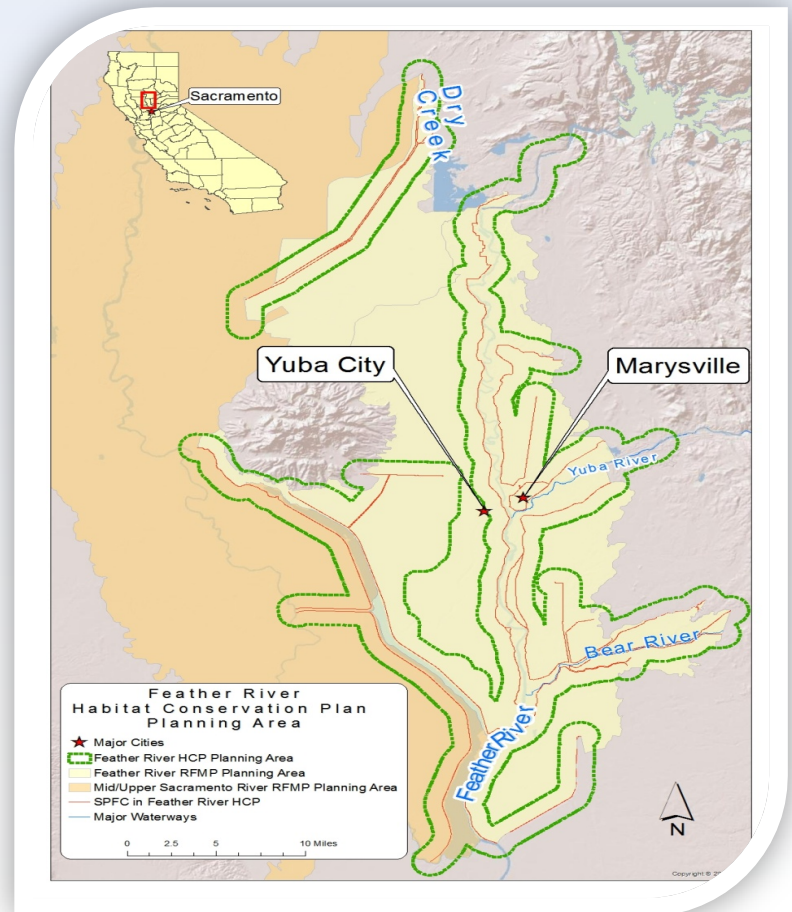 Sacramento
Dry
Creek
Yuba City
Marysville
Yuba River
Bear River
Feather River
Feather River
Habitat Conservation Plan
Planning Area
Major Cities
Feather River HCP Planning Area
Feather River RFMP Planning Area
Mid/Upper Sacramento River RFMP Planning Area
SPFC in Feather River HCP
Major Waterways
0 2.5 5 10 Miles
N
Copyright ©